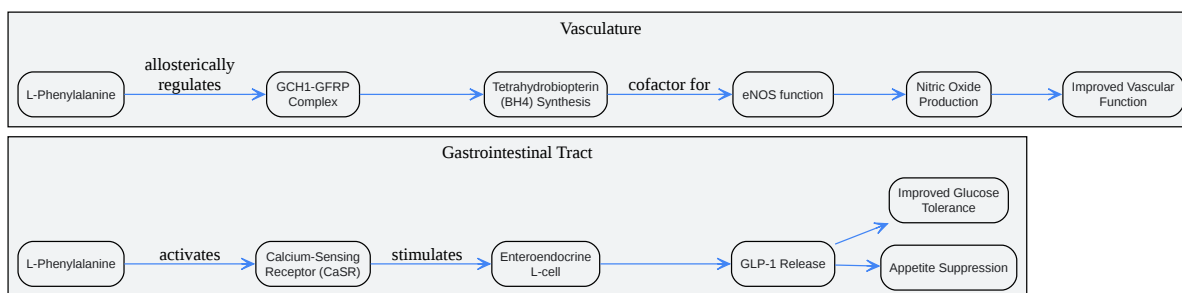 Vasculature
L-Phenylalanine
allosterically
regulates
GCH1-GFRP
Complex
Tetrahydrobiopterin
(BH4) Synthesis
cofactor for
eNOS function
Nitric Oxide
Production
Improved Vascular
Function
Gastrointestinal Tract
L-Phenylalanine
activates
Calcium-Sensing
Receptor (CaSR)
stimulates
Enteroendocrine
L-cell
GLP-1 Release
Improved Glucose
Tolerance
Appetite Suppression